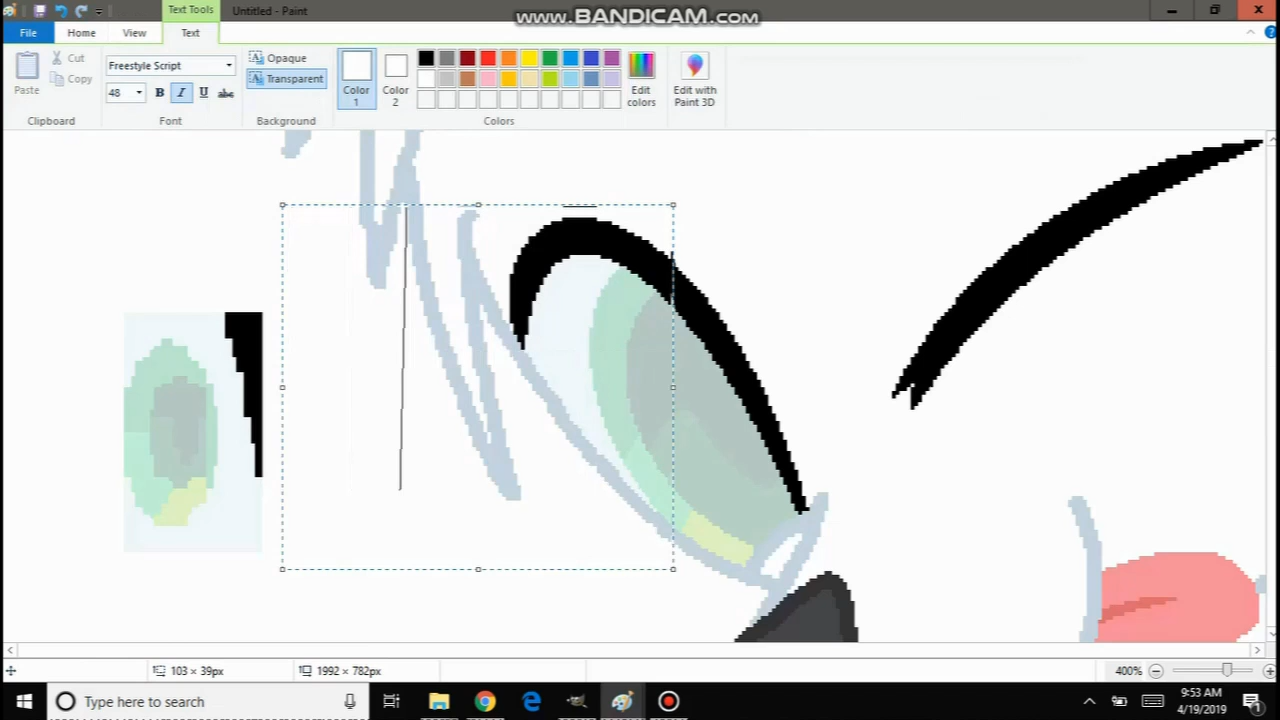 Text Tools
Untitled - Paint
www.BANDICAM.com
File
Home
View
Text
Paste
Cut
Copy
Clipboard
Freestyle Script
48
B I U abc
Font
Opaque
Transparent
Background
Color 1
Color 2
Edit colors
Colors
Edit with Paint 3D
103 × 39px
1992 × 782px
400%
Type here to search
9:53 AM
4/19/2019
1